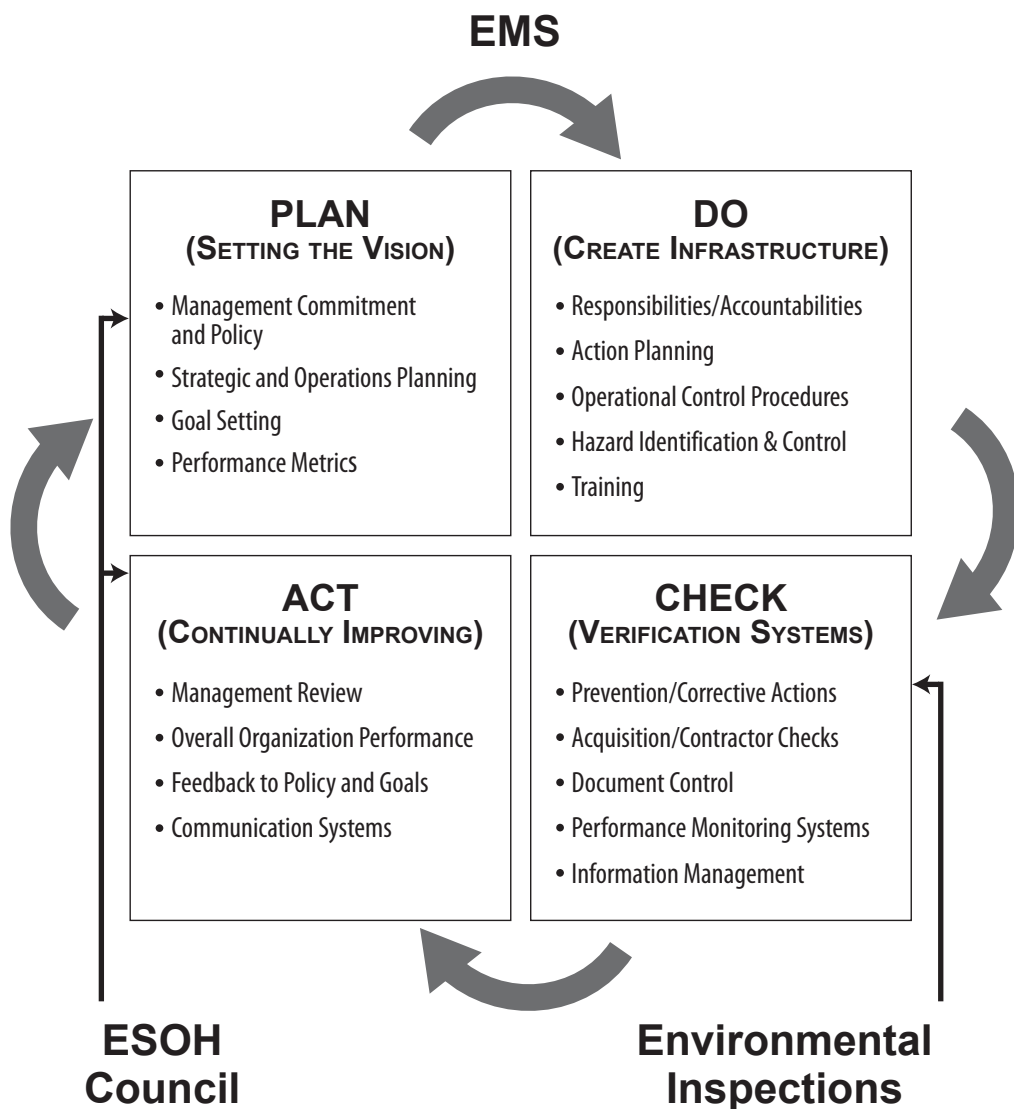 EMS
PLAN
(SETTING THE VISION)
• Management Commitment
and Policy
• Strategic and Operations Planning
• Goal Setting
• Performance Metrics
DO
(CREATE INFRASTRUCTURE)
• Responsibilities/Accountabilities
• Action Planning
• Operational Control Procedures
• Hazard Identification & Control
• Training
ACT
(CONTINUALLY IMPROVING)
• Management Review
• Overall Organization Performance
• Feedback to Policy and Goals
• Communication Systems
CHECK
(VERIFICATION SYSTEMS)
• Prevention/Corrective Actions
• Acquisition/Contractor Checks
• Document Control
• Performance Monitoring Systems
• Information Management
ESOH
Council
Environmental
Inspections